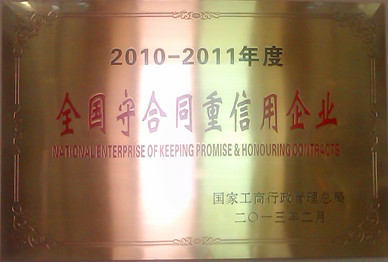 2010-2011年度
全国守合同重信用企业
NATIONAL ENTERPRISE OF KEEPING PROMISE & HONOURING CONTRACTS
国家工商行政管理总局
二〇一三年二月